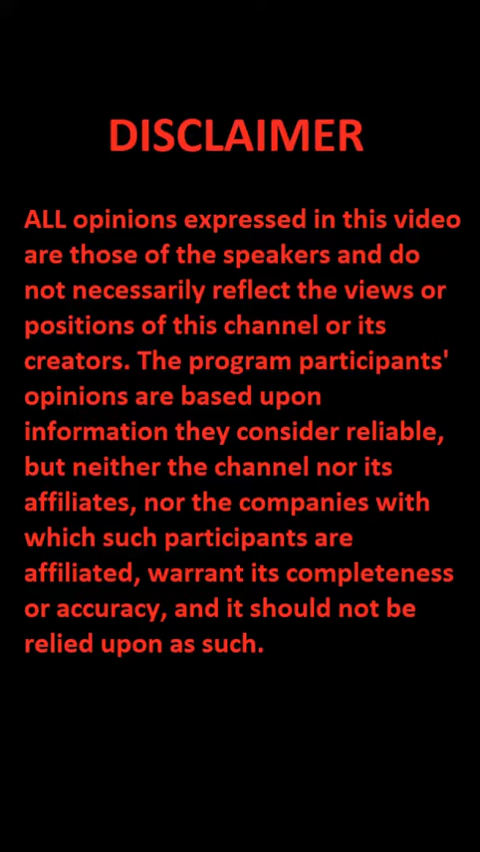 DISCLAIMER
ALL opinions expressed in this video
are those of the speakers and do
not necessarily reflect the views or
positions of this channel or its
creators. The program participants'
opinions are based upon
information they consider reliable,
but neither the channel nor its
affiliates, nor the companies with
which such participants are
affiliated, warrant its completeness
or accuracy, and it should not be
relied upon as such.